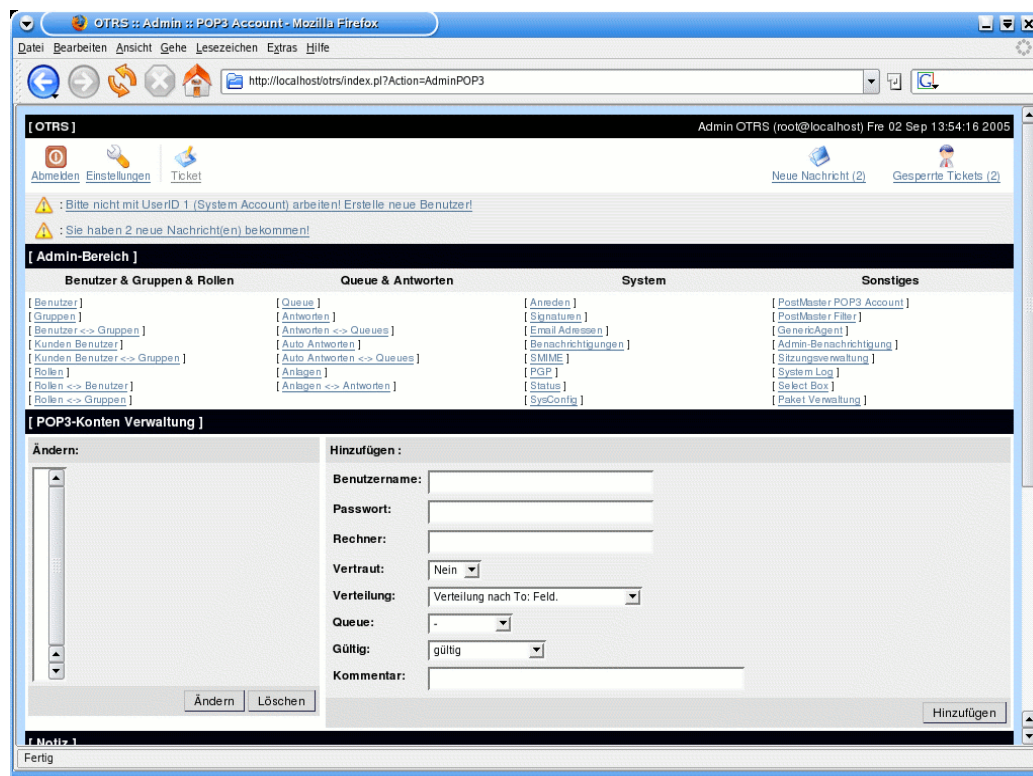 OTRS :: Admin :: POP3 Account - Mozilla Firefox
Datei Bearbeiten Ansicht Gehe Lesezeichen Extras Hilfe
http://localhost/otrs/index.pl?Action=AdminPOP3
G
[ OTRS ] Admin OTRS (root@localhost) Fre 02 Sep 13:54:16 2005
Abmelden Einstellungen Ticket Neue Nachricht (2) Gesperrte Tickets (2)
: Bitte nicht mit UserID 1 (System Account) arbeiten! Erstelle neue Benutzer!
: Sie haben 2 neue Nachricht(en) bekommen!
[ Admin-Bereich ]
Benutzer & Gruppen & Rollen Queue & Antworten System Sonstiges
[ Benutzer ] [ Queue ] [ Anreden ] [ PostMaster POP3 Account ]
[ Gruppen ] [ Antworten ] [ Signaturen ] [ PostMaster Filter ]
[ Benutzer <-> Gruppen ] [ Antworten <-> Queues ] [ Email Adressen ] [ GenericAgent ]
[ Kunden Benutzer ] [ Auto Antworten ] [ Benachrichtigungen ] [ Admin-Benachrichtigung ]
[ Kunden Benutzer <-> Gruppen ] [ Auto Antworten <-> Queues ] [ SMIME ] [ Sitzungsverwaltung ]
[ Rollen ] [ Anlagen ] [ PGP ] [ System Log ]
[ Rollen <-> Benutzer ] [ Anlagen <-> Antworten ] [ Status ] [ Select Box ]
[ Rollen <-> Gruppen ] [ SysConfig ] [ Paket Verwaltung ]
[ POP3-Konten Verwaltung ]
Ändern: Hinzufügen :
Benutzername:
Passwort:
Rechner:
Vertraut: Nein
Verteilung: Verteilung nach To: Feld.
Queue: -
Gültig: gültig
Kommentar:
Ändern Löschen
Hinzufügen
[ Notiz ]
Fertig